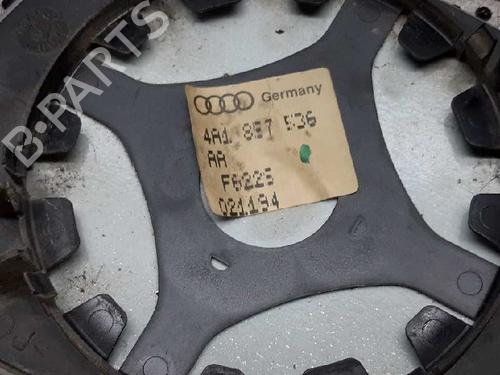 B-PARTS
Germany
4A1 857 536
AA
F6225
021194